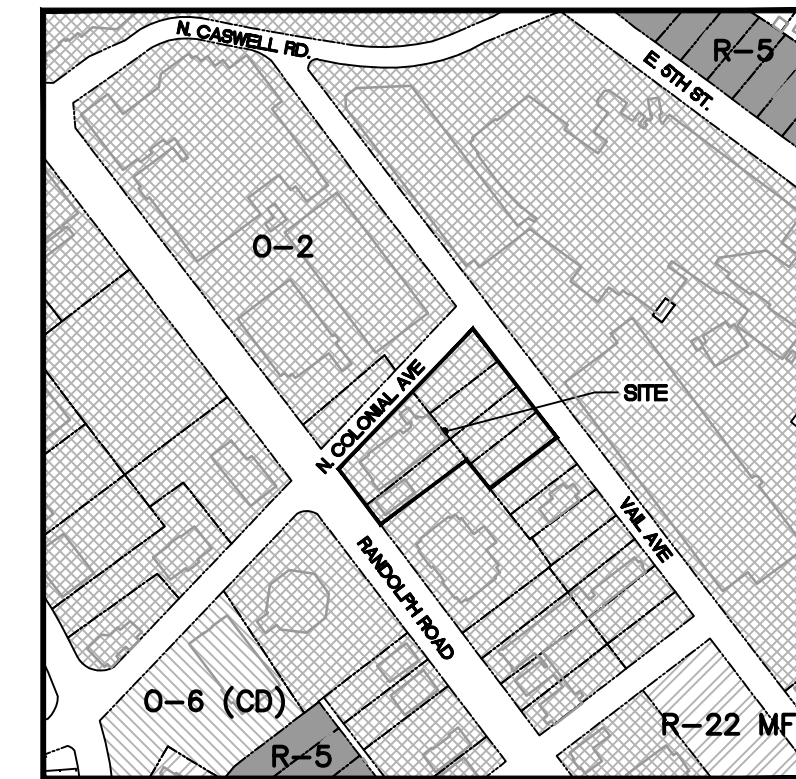 N. CASWELL RD.
R-5
E 5TH ST.
O-2
SITE
N. COLONIAL AVE
VAIL AVE
RANDOLPH ROAD
O-6 (CD)
R-22 MF
R-5